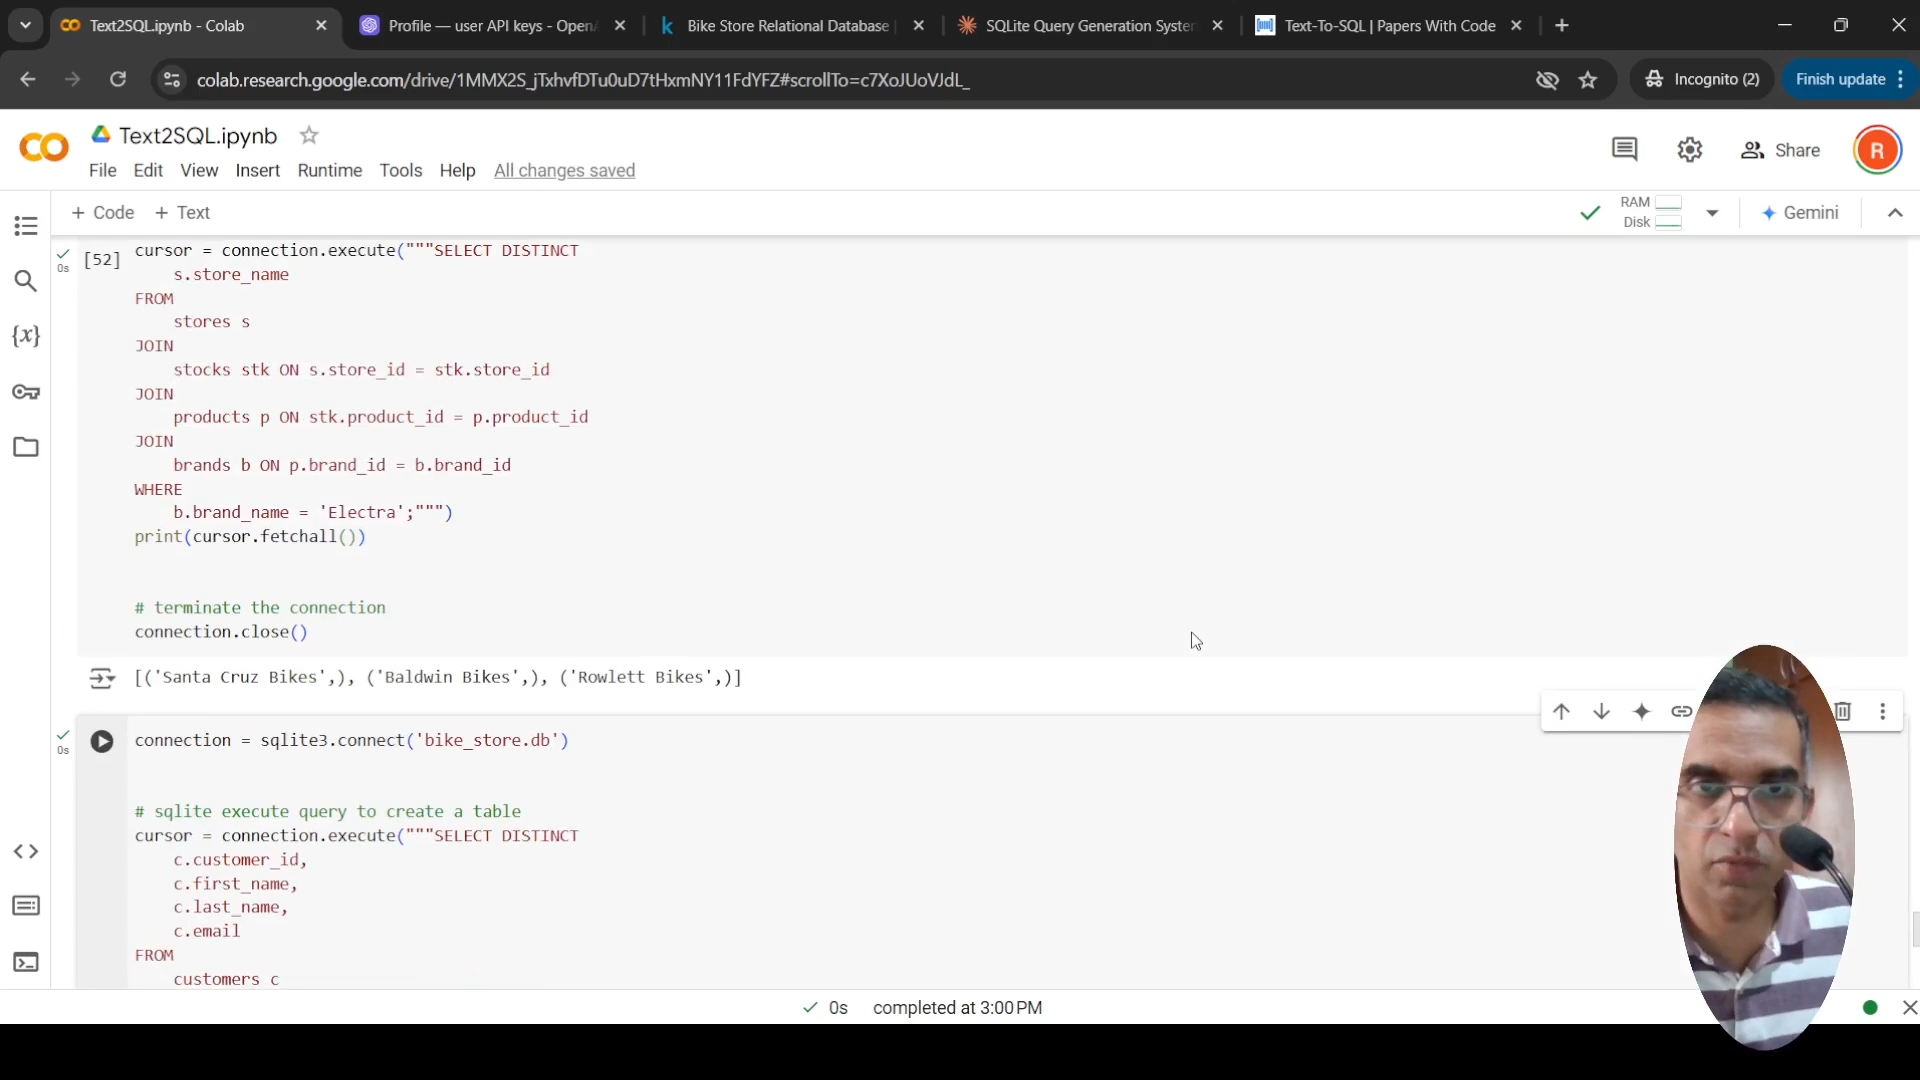 Text2SQL.ipynb - Colab
Profile — user API keys - OpenA
Bike Store Relational Database
SQLite Query Generation System
Text-To-SQL | Papers With Code
colab.research.google.com/drive/1MMX2S_jTxhvfDTu0uD7tHxmNY11FdYFZ#scrollTo=c7XoJUoVJdL_
Incognito (2)
Finish update
Text2SQL.ipynb
File Edit View Insert Runtime Tools Help All changes saved
Share
R
+ Code + Text
RAM
Disk
Gemini
0s
[52]
cursor = connection.execute("""SELECT DISTINCT
s.store_name
FROM
stores s
JOIN
stocks stk ON s.store_id = stk.store_id
JOIN
products p ON stk.product_id = p.product_id
JOIN
brands b ON p.brand_id = b.brand_id
WHERE
b.brand_name = 'Electra';""")
print(cursor.fetchall())
# terminate the connection
connection.close()
[('Santa Cruz Bikes',), ('Baldwin Bikes',), ('Rowlett Bikes',)]
0s
connection = sqlite3.connect('bike_store.db')
# sqlite execute query to create a table
cursor = connection.execute("""SELECT DISTINCT
c.customer_id,
c.first_name,
c.last_name,
c.email
FROM
customers c
0s completed at 3:00 PM